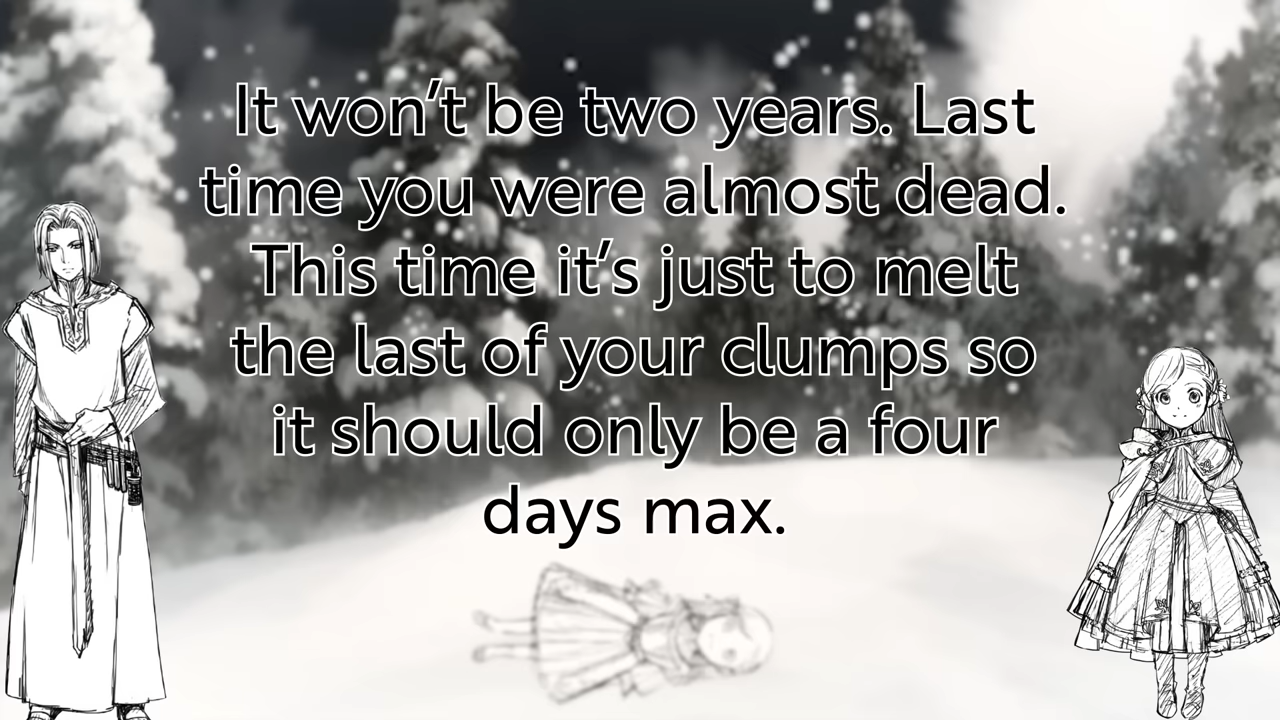 It won't be two years. Last
time you were almost dead.
This time it's just to melt
the last of your clumps so
it should only be a four
days max.